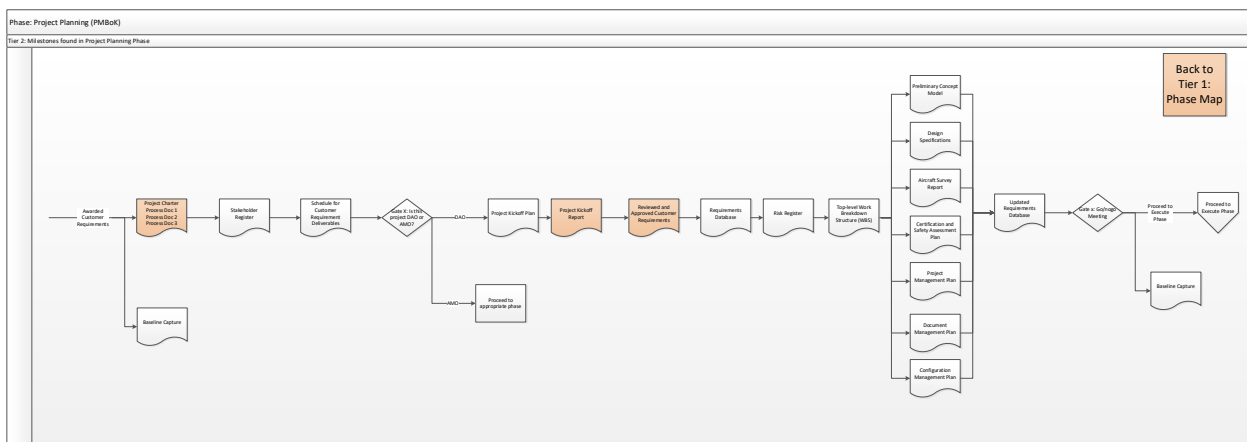 Phase: Project Planning (PMBoK)
Tier 2: Milestones found in Project Planning Phase
Back to
Tier 1:
Phase Map
Awarded
Customer
Requirements
Project Charter
Process Doc 1
Process Doc 2
Process Doc 3
Baseline Capture
Stakeholder
Register
Schedule for
Customer
Requirement
Deliverables
Gate X: Is this
project DAO or
AMO?
DAO
AMO
Proceed to
appropriate phase
Project Kickoff Plan
Project Kickoff
Report
Reviewed and
Approved Customer
Requirements
Requirements
Database
Risk Register
Top-level Work
Breakdown
Structure (WBS)
Preliminary Concept
Model
Design
Specifications
Aircraft Survey
Report
Certification and
Safety Assessment
Plan
Project
Management Plan
Document
Management Plan
Configuration
Management Plan
Updated
Requirements
Database
Gate x: Go/nogo
Meeting
Proceed to
Execute
Phase
Proceed to
Execute Phase
Baseline Capture